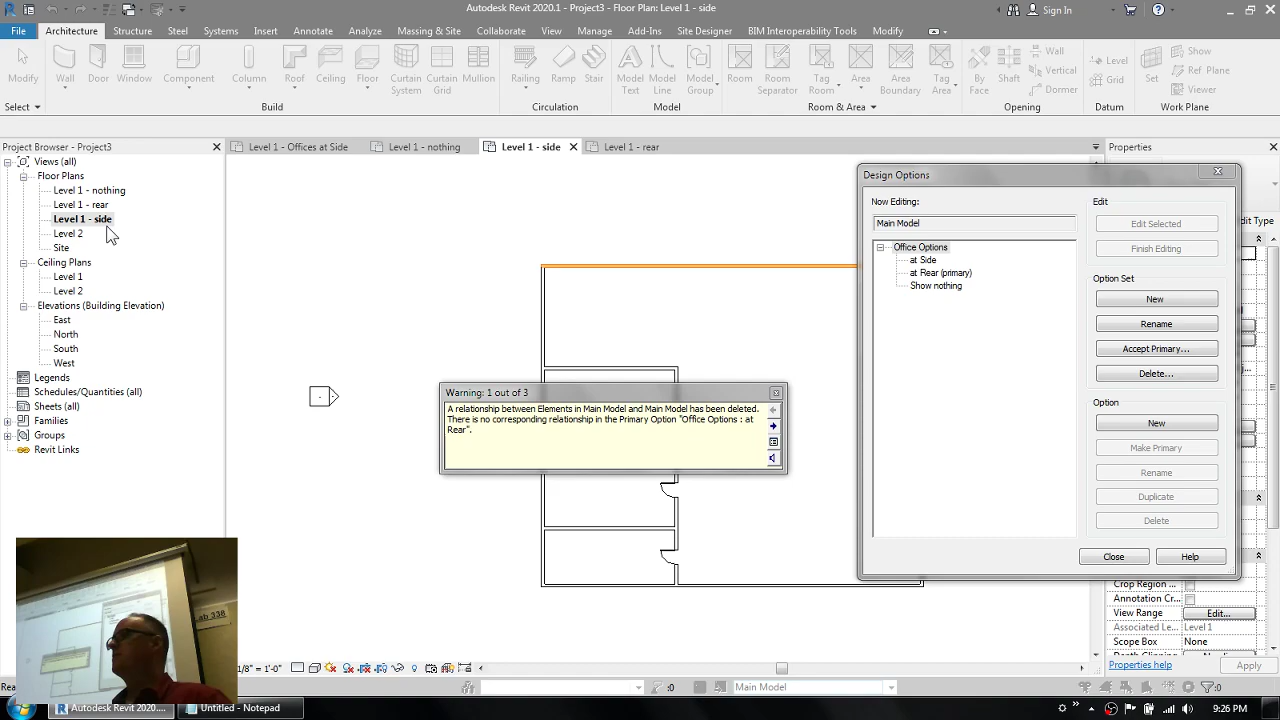 Autodesk Revit 2020.1 - Project3 - Floor Plan: Level 1 - side
Sign In
File Architecture Structure Steel Systems Insert Annotate Analyze Massing & Site Collaborate View Manage Add-Ins Site Designer BIM Interoperability Tools Modify
Modify Wall Door Window Component Column Roof Ceiling Floor Curtain System Curtain Grid Mullion Railing Ramp Stair Model Text Model Line Model Group Room Room Separator Tag Room Area Area Boundary Tag Area By Face Shaft Wall Vertical Dormer Level Grid Set Show Ref Plane Viewer
Select Build Circulation Model Room & Area Opening Datum Work Plane
Project Browser - Project3
Level 1 - Offices at Side
Level 1 - nothing
Level 1 - side
Level 1 - rear
Properties
Views (all)
Floor Plans
Level 1 - nothing
Level 1 - rear
Level 1 - side
Level 2
Site
Ceiling Plans
Level 1
Level 2
Elevations (Building Elevation)
East
North
South
West
Legends
Schedules/Quantities (all)
Sheets (all)
Families
Groups
Revit Links
Design Options
Now Editing:
Main Model
Office Options
at Side
at Rear (primary)
Show nothing
Edit
Edit Selected
Finish Editing
Option Set
New
Rename
Accept Primary...
Delete...
Option
New
Make Primary
Rename
Duplicate
Delete
Close
Help
Edit Type
Warning: 1 out of 3
A relationship between Elements in Main Model and Main Model has been deleted.
There is no corresponding relationship in the Primary Option "Office Options : at
Rear".
Crop Region
Annotation Cr...
View Range Edit...
Associated Le... Level 1
Scope Box None
Properties help
Apply
Lab 338
1/8" = 1'-0"
:0
Main Model
:0
Autodesk Revit 2020....
Untitled - Notepad
9:26 PM